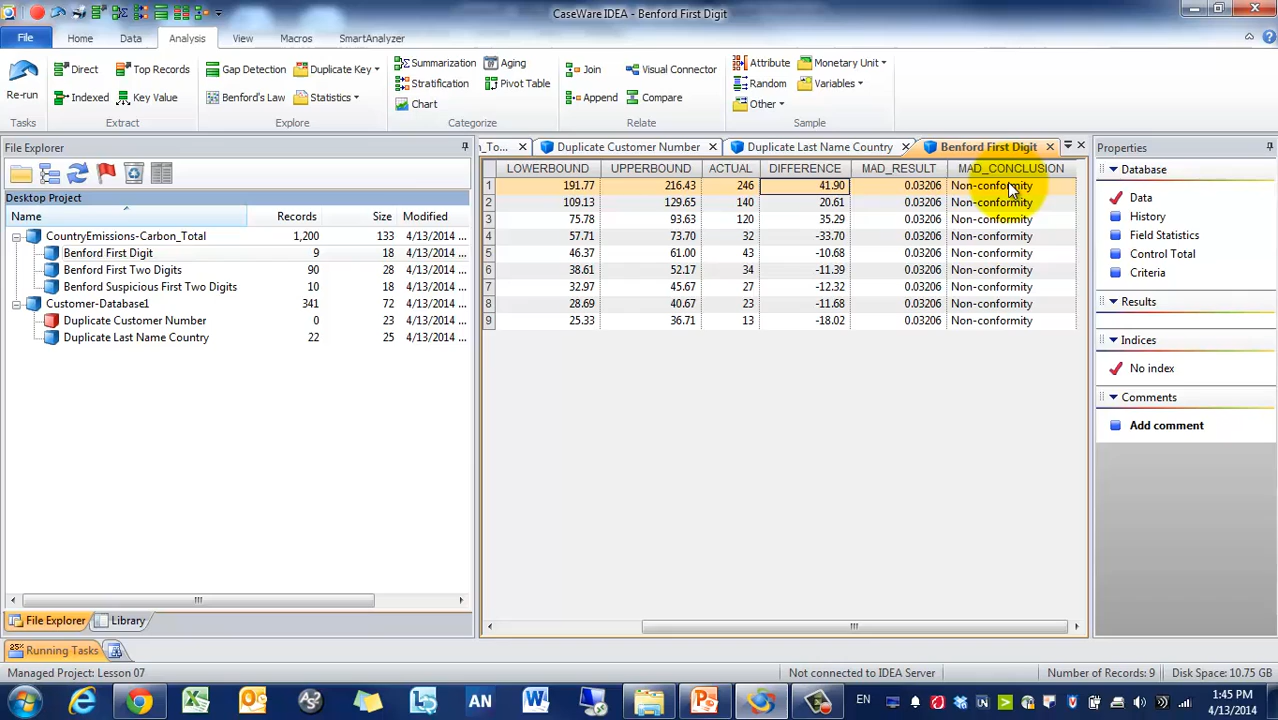 CaseWare IDEA - Benford First Digit
File Home Data Analysis View Macros SmartAnalyzer
Re-run
Tasks
Direct Top Records
Indexed Key Value
Extract
Gap Detection Duplicate Key
Benford's Law Statistics
Explore
Summarization Aging
Stratification Pivot Table
Chart
Categorize
Join Visual Connector
Append Compare
Relate
Attribute Monetary Unit
Random Variables
Other
Sample
File Explorer
Desktop Project
Name Records Size Modified
CountryEmissions-Carbon_Total 1,200 133 4/13/2014 ...
Benford First Digit 9 18 4/13/2014 ...
Benford First Two Digits 90 28 4/13/2014 ...
Benford Suspicious First Two Digits 10 18 4/13/2014 ...
Customer-Database1 341 72 4/13/2014 ...
Duplicate Customer Number 0 23 4/13/2014 ...
Duplicate Last Name Country 22 25 4/13/2014 ...
File Explorer Library
n_To... Duplicate Customer Number Duplicate Last Name Country Benford First Digit
LOWERBOUND UPPERBOUND ACTUAL DIFFERENCE MAD_RESULT MAD_CONCLUSION
1 191.77 216.43 246 41.90 0.03206 Non-conformity
2 109.13 129.65 140 20.61 0.03206 Non-conformity
3 75.78 93.63 120 35.29 0.03206 Non-conformity
4 57.71 73.70 32 -33.70 0.03206 Non-conformity
5 46.37 61.00 43 -10.68 0.03206 Non-conformity
6 38.61 52.17 34 -11.39 0.03206 Non-conformity
7 32.97 45.67 27 -12.32 0.03206 Non-conformity
8 28.69 40.67 23 -11.68 0.03206 Non-conformity
9 25.33 36.71 13 -18.02 0.03206 Non-conformity
Properties
Database
Data
History
Field Statistics
Control Total
Criteria
Results
Indices
No index
Comments
Add comment
Running Tasks
Managed Project: Lesson 07 Not connected to IDEA Server Number of Records: 9 Disk Space: 10.75 GB
AN EN 1:45 PM
4/13/2014